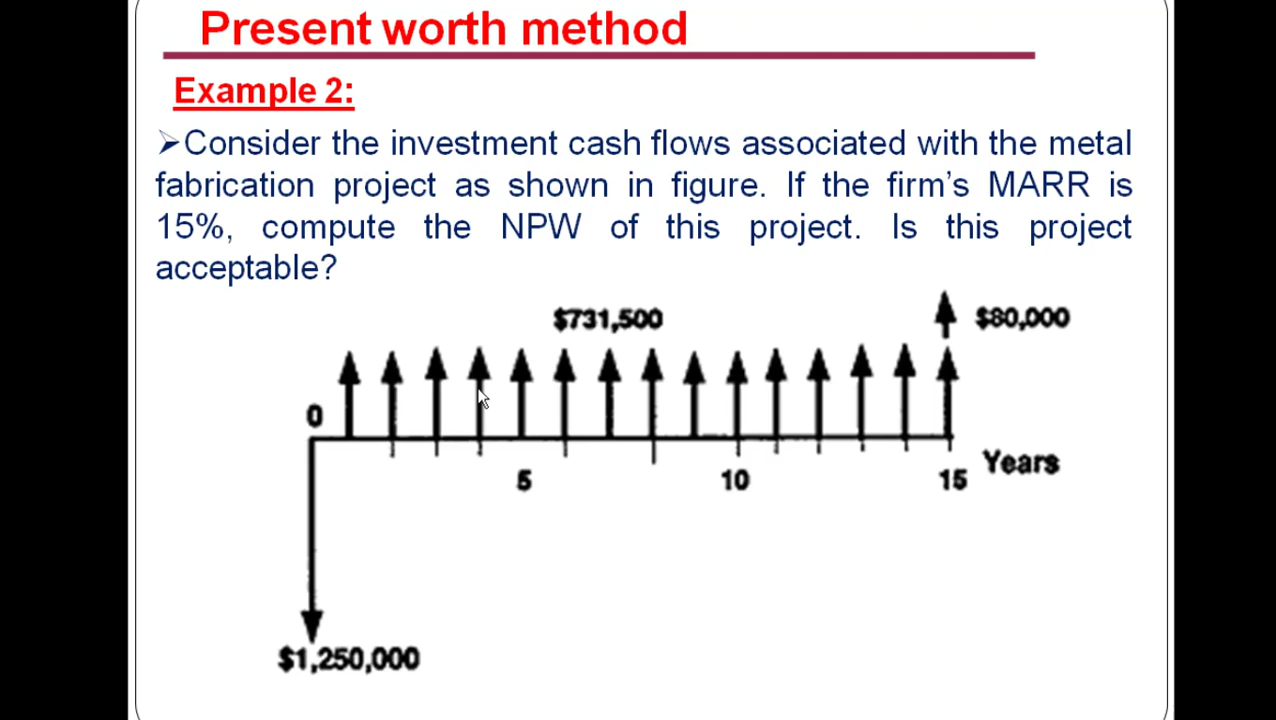 Present worth method
Example 2:
➢Consider the investment cash flows associated with the metal
fabrication project as shown in figure. If the firm's MARR is
15%, compute the NPW of this project. Is this project
acceptable?
$731,500
$80,000
0
Years
5
10
15
$1,250,000